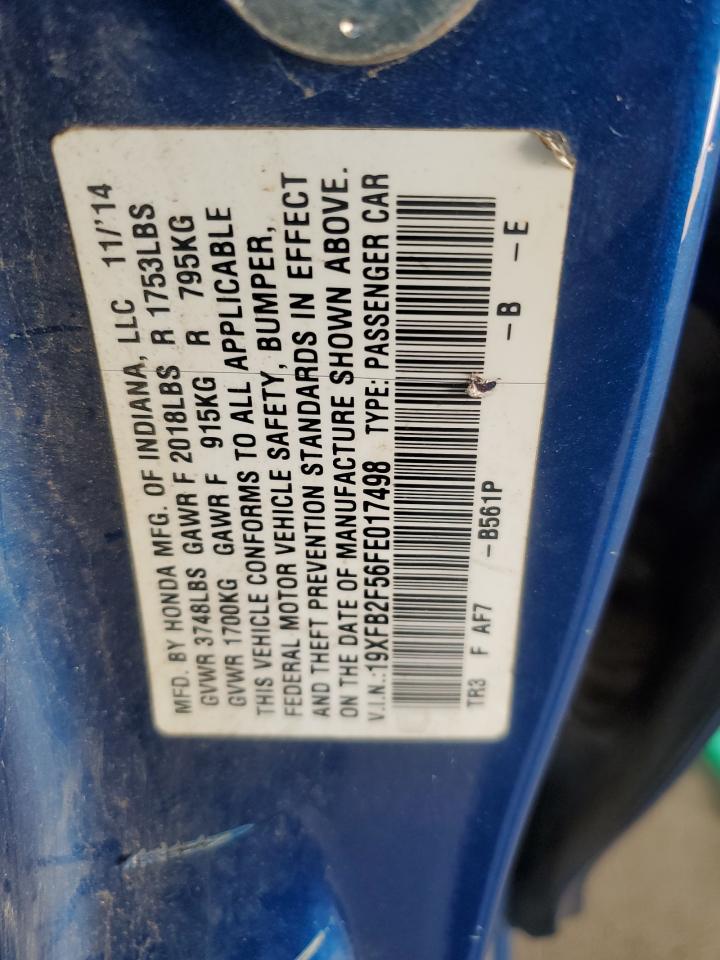 MFD. BY HONDA MFG. OF INDIANA, LLC 11/'14
GVWR 3748LBS GAWR F 2018LBS R 1753LBS
GVWR 1700KG GAWR F 915KG R 795KG
THIS VEHICLE CONFORMS TO ALL APPLICABLE
FEDERAL MOTOR VEHICLE SAFETY, BUMPER,
AND THEFT PREVENTION STANDARDS IN EFFECT
ON THE DATE OF MANUFACTURE SHOWN ABOVE.
V.I.N.:19XFB2F56FE017498 TYPE: PASSENGER CAR
TR3 F AF7 -B561P -B -E